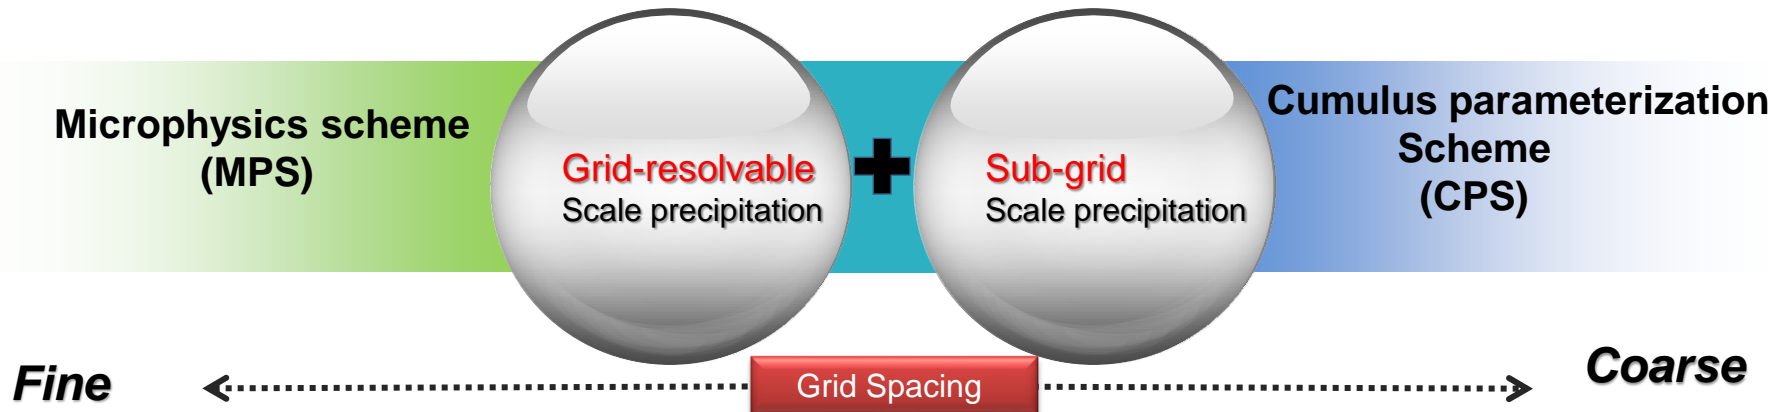 Microphysics scheme
(MPS)
Grid-resolvable
Scale precipitation
Sub-grid
Scale precipitation
Cumulus parameterization
Scheme
(CPS)
Fine
Grid Spacing
Coarse